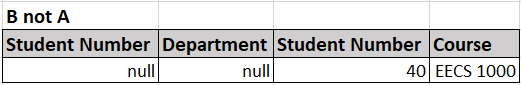 B not A
Student Number Department Student Number Course
null null 40 EECS 1000